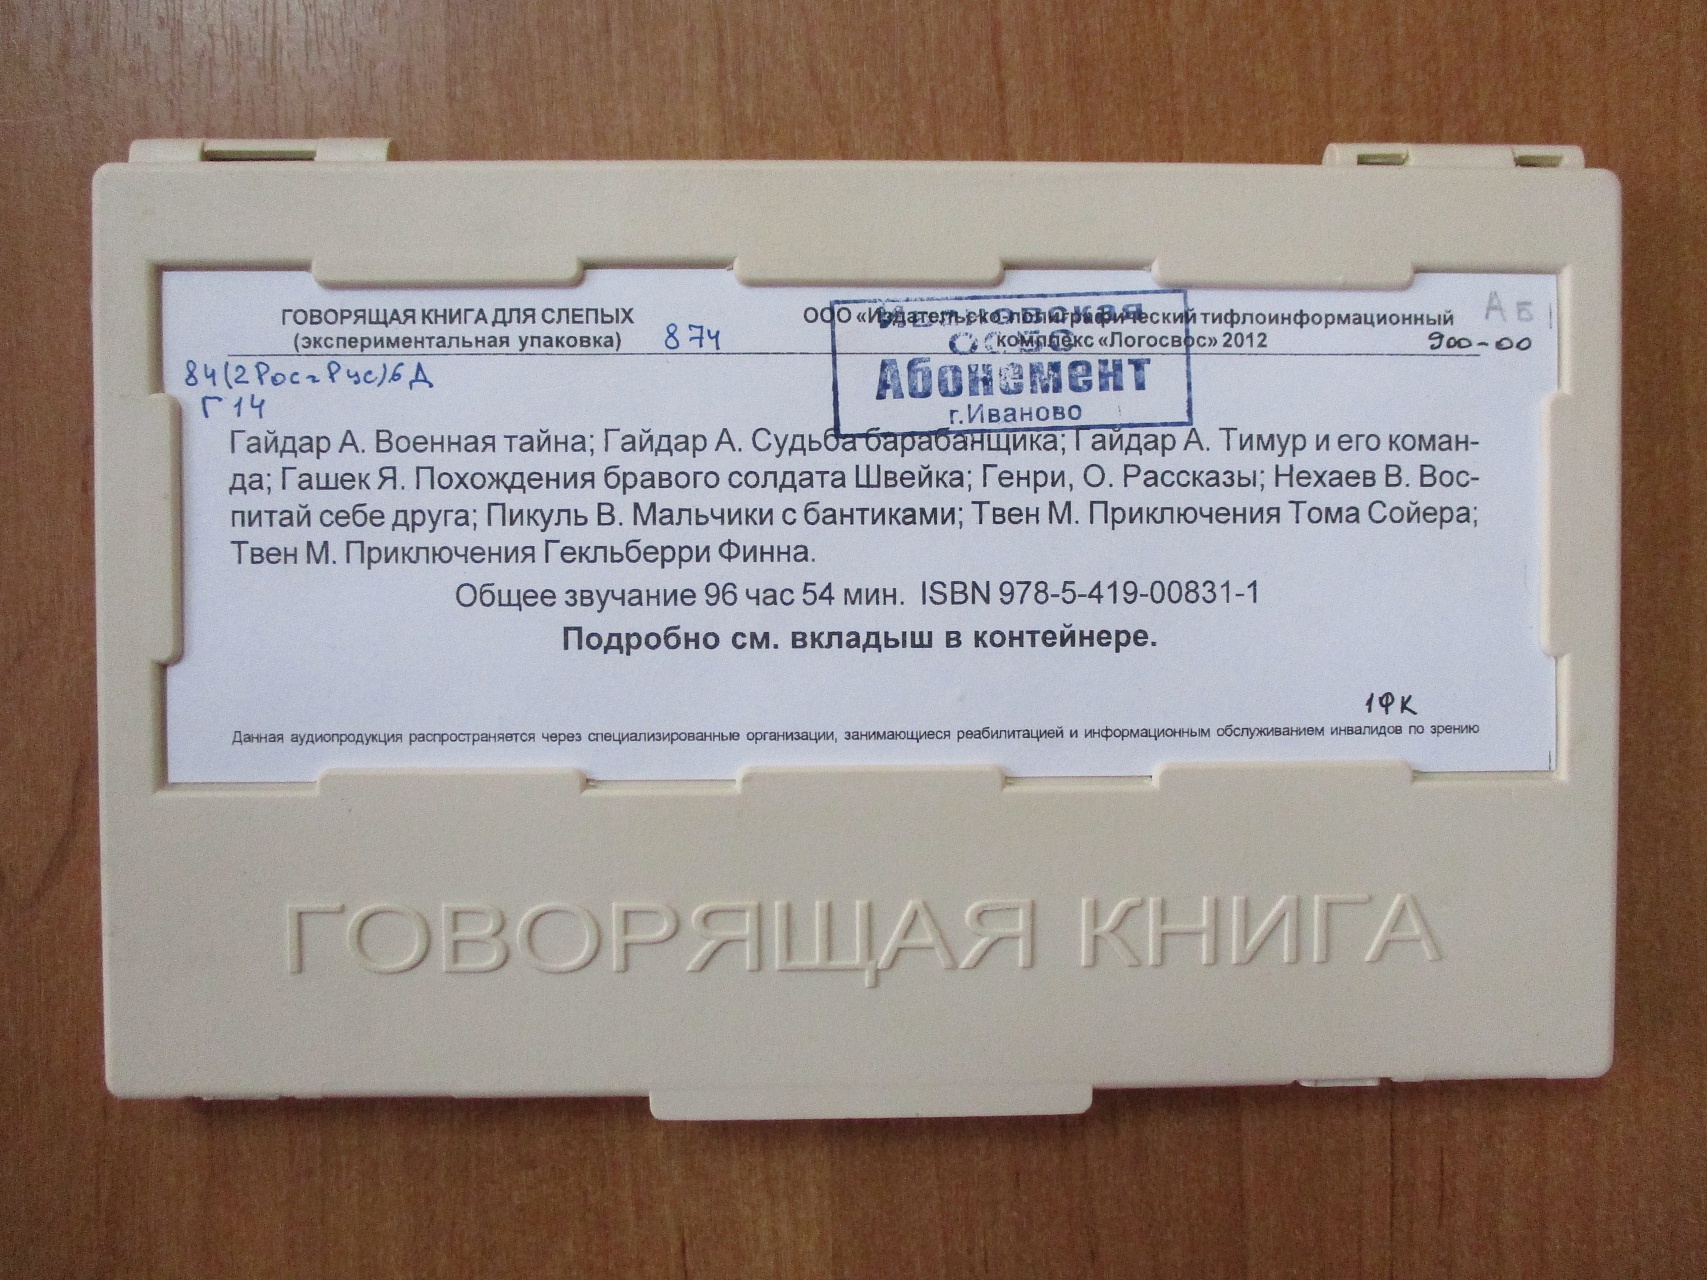 ГОВОРЯЩАЯ КНИГА ДЛЯ СЛЕПЫХ
(экспериментальная упаковка)
874
ООО «Издательско-полиграфический тифлоинформационный
комплекс «Логосвос» 2012
АБ
900-00
Ивановская
ООБС
Абонемент
г.Иваново
84(2Рос=Рус)6Д
Г14
Гайдар А. Военная тайна; Гайдар А. Судьба барабанщика; Гайдар А. Тимур и его коман-
да; Гашек Я. Похождения бравого солдата Швейка; Генри, О. Рассказы; Нехаев В. Вос-
питай себе друга; Пикуль В. Мальчики с бантиками; Твен М. Приключения Тома Сойера;
Твен М. Приключения Гекльберри Финна.
Общее звучание 96 час 54 мин. ISBN 978-5-419-00831-1
Подробно см. вкладыш в контейнере.
1ФК
Данная аудиопродукция распространяется через специализированные организации, занимающиеся реабилитацией и информационным обслуживанием инвалидов по зрению
ГОВОРЯЩАЯ КНИГА